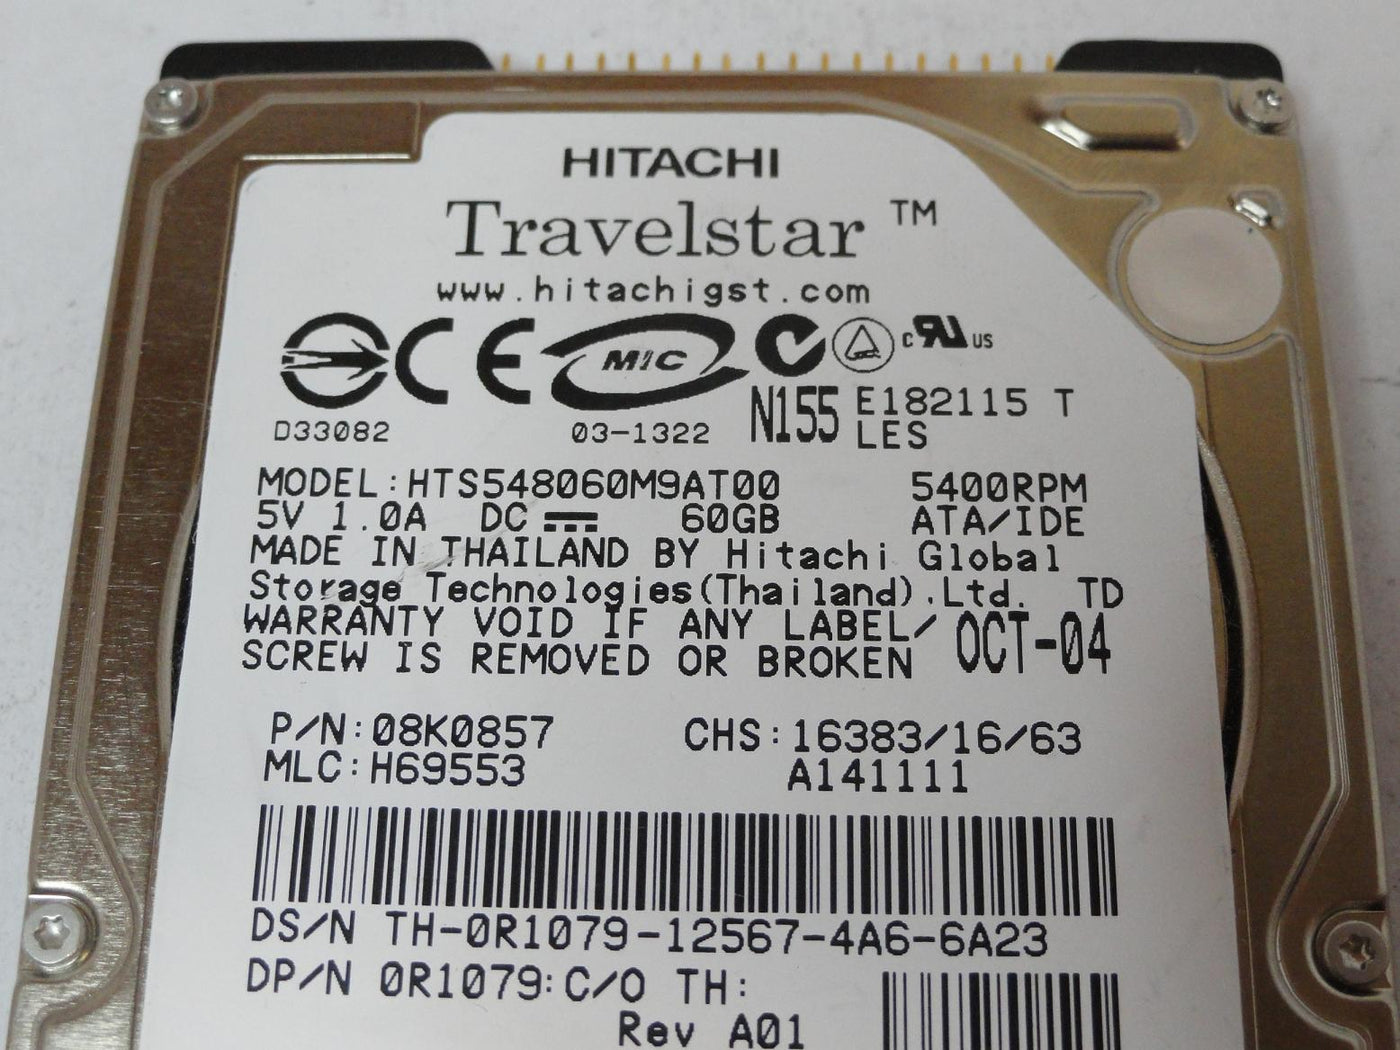 HITACHI
Travelstar ™
www.hitachigst.com
CE MIC c UR US
D33082 03-1322 N155 E182115 T
LES
MODEL:HTS548060M9AT00 5400RPM
5V 1.0A DC 60GB ATA/IDE
MADE IN THAILAND BY Hitachi Global
Storage Technologies(Thailand).Ltd. TD
WARRANTY VOID IF ANY LABEL/ OCT-04
SCREW IS REMOVED OR BROKEN
P/N:08K0857 CHS:16383/16/63
MLC:H69553 A141111
DS/N TH-0R1079-12567-4A6-6A23
DP/N 0R1079:C/O TH:
Rev A01